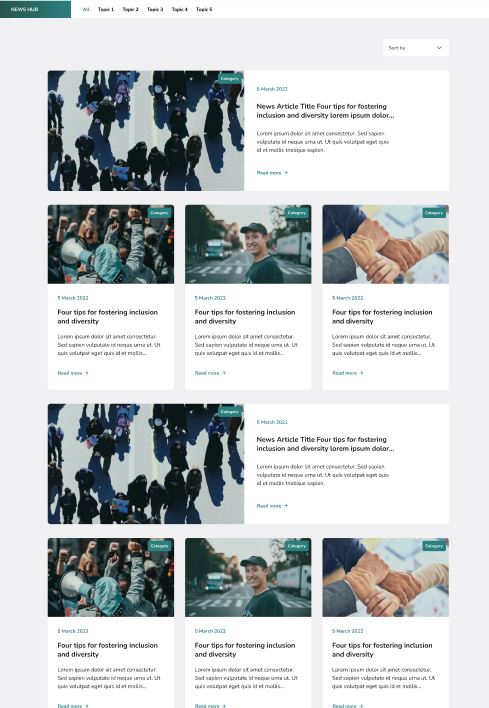 NEWS HUB
All Topic 1 Topic 2 Topic 3 Topic 4 Topic 5
Sort by
Category
5 March 2022
News Article Title Four tips for fostering
inclusion and diversity lorem ipsum dolor...
Lorem ipsum dolor sit amet consectetur. Sed sapien
vulputate id neque urna ut. Ut quis volutpat eget quis
id et mollis tristique sapien.
Read more →
Category
5 March 2022
Four tips for fostering inclusion
and diversity
Lorem ipsum dolor sit amet consectetur.
Sed sapien vulputate id neque urna ut. Ut
quis volutpat eget quis id et mollis...
Read more →
Category
5 March 2022
Four tips for fostering inclusion
and diversity
Lorem ipsum dolor sit amet consectetur.
Sed sapien vulputate id neque urna ut. Ut
quis volutpat eget quis id et mollis...
Read more →
Category
5 March 2022
Four tips for fostering inclusion
and diversity
Lorem ipsum dolor sit amet consectetur.
Sed sapien vulputate id neque urna ut. Ut
quis volutpat eget quis id et mollis...
Read more →
Category
5 March 2022
News Article Title Four tips for fostering
inclusion and diversity lorem ipsum dolor...
Lorem ipsum dolor sit amet consectetur. Sed sapien
vulputate id neque urna ut. Ut quis volutpat eget quis
id et mollis tristique sapien.
Read more →
Category
5 March 2022
Four tips for fostering inclusion
and diversity
Lorem ipsum dolor sit amet consectetur.
Sed sapien vulputate id neque urna ut. Ut
quis volutpat eget quis id et mollis...
Read more →
Category
5 March 2022
Four tips for fostering inclusion
and diversity
Lorem ipsum dolor sit amet consectetur.
Sed sapien vulputate id neque urna ut. Ut
quis volutpat eget quis id et mollis...
Read more →
Category
5 March 2022
Four tips for fostering inclusion
and diversity
Lorem ipsum dolor sit amet consectetur.
Sed sapien vulputate id neque urna ut. Ut
quis volutpat eget quis id et mollis...
Read more →